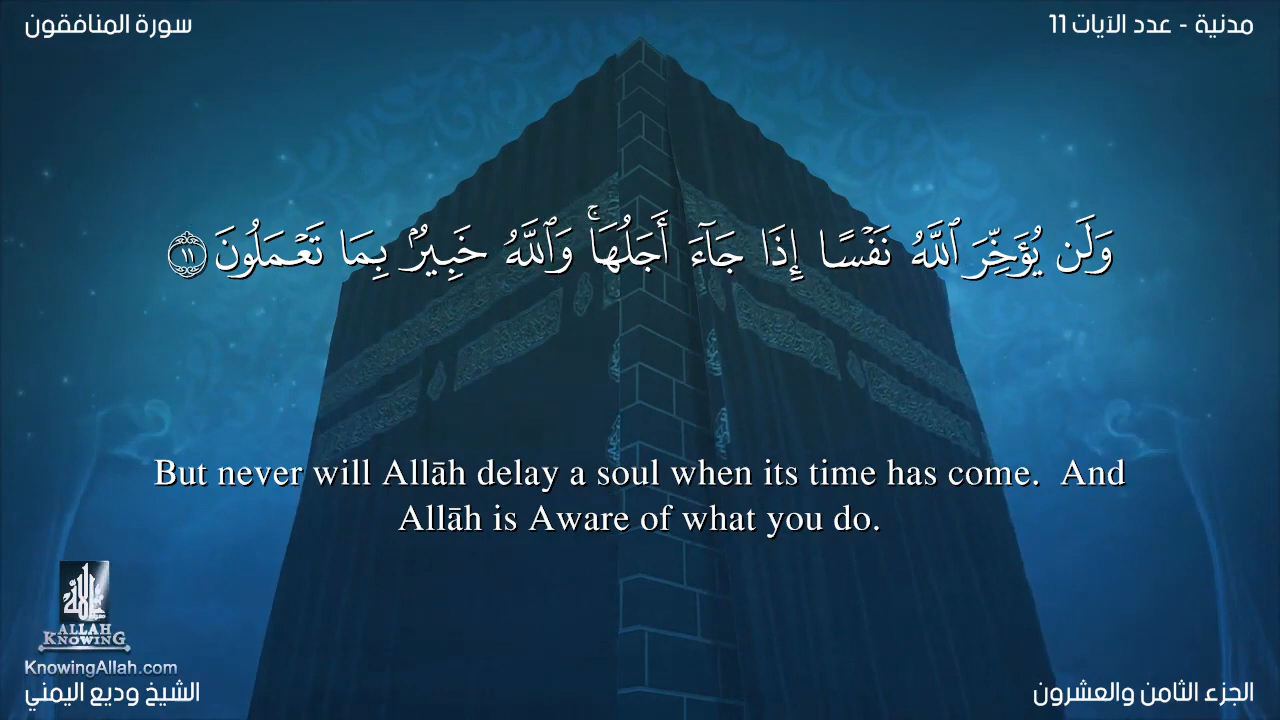 سورة المنافقون
مدنية - عدد الآيات 11
وَلَن يُؤَخِّرَ ٱللَّهُ نَفْسًا إِذَا جَآءَ أَجَلُهَا ۚ وَٱللَّهُ خَبِيرٌۢ بِمَا تَعْمَلُونَ ١١
But never will Allāh delay a soul when its time has come. And
Allāh is Aware of what you do.
الله
ALLAH
KNOWING
KnowingAllah.com
الشيخ وديع اليمني
الجزء الثامن والعشرون